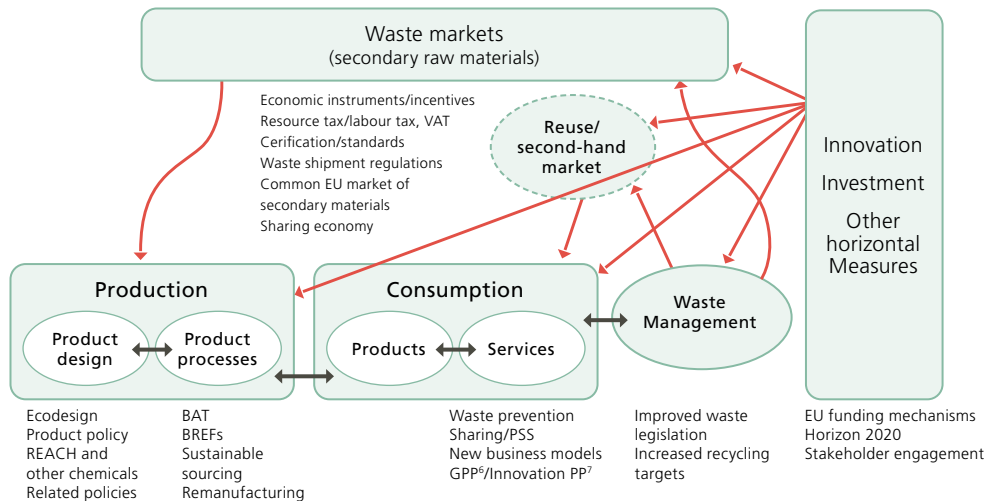 Waste markets
(secondary raw materials)
Economic instruments/incentives
Resource tax/labour tax, VAT
Cerification/standards
Waste shipment regulations
Common EU market of
secondary materials
Sharing economy
Reuse/
second-hand
market
Innovation
Investment
Other
horizontal
Measures
Production
Product
design
Product
processes
Consumption
Products
Services
Waste
Management
Ecodesign
Product policy
REACH and
other chemicals
Related policies
BAT
BREFs
Sustainable
sourcing
Remanufacturing
Waste prevention
Sharing/PSS
New business models
GPP⁶/Innovation PP⁷
Improved waste
legislation
Increased recycling
targets
EU funding mechanisms
Horizon 2020
Stakeholder engagement